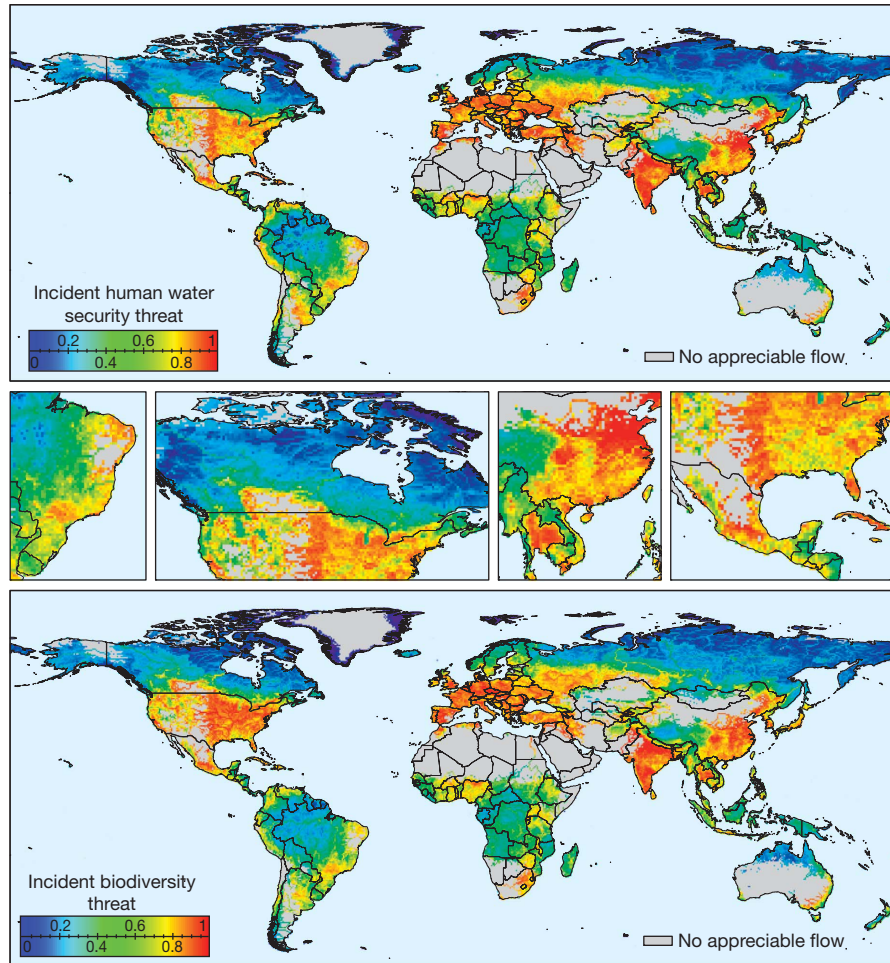 Incident human water
security threat
0.2 0.6 1
0 0.4 0.8
No appreciable flow
Incident biodiversity
threat
0.2 0.6 1
0 0.4 0.8
No appreciable flow